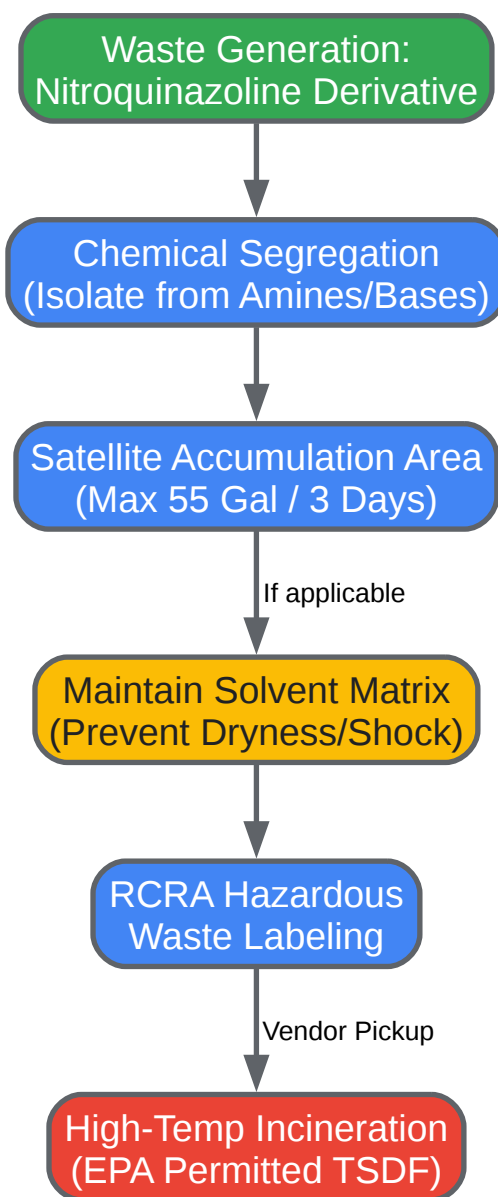 Waste Generation:
Nitroquinazoline Derivative
Chemical Segregation
(Isolate from Amines/Bases)
Satellite Accumulation Area
(Max 55 Gal / 3 Days)
If applicable
Maintain Solvent Matrix
(Prevent Dryness/Shock)
RCRA Hazardous
Waste Labeling
Vendor Pickup
High-Temp Incineration
(EPA Permitted TSDF)